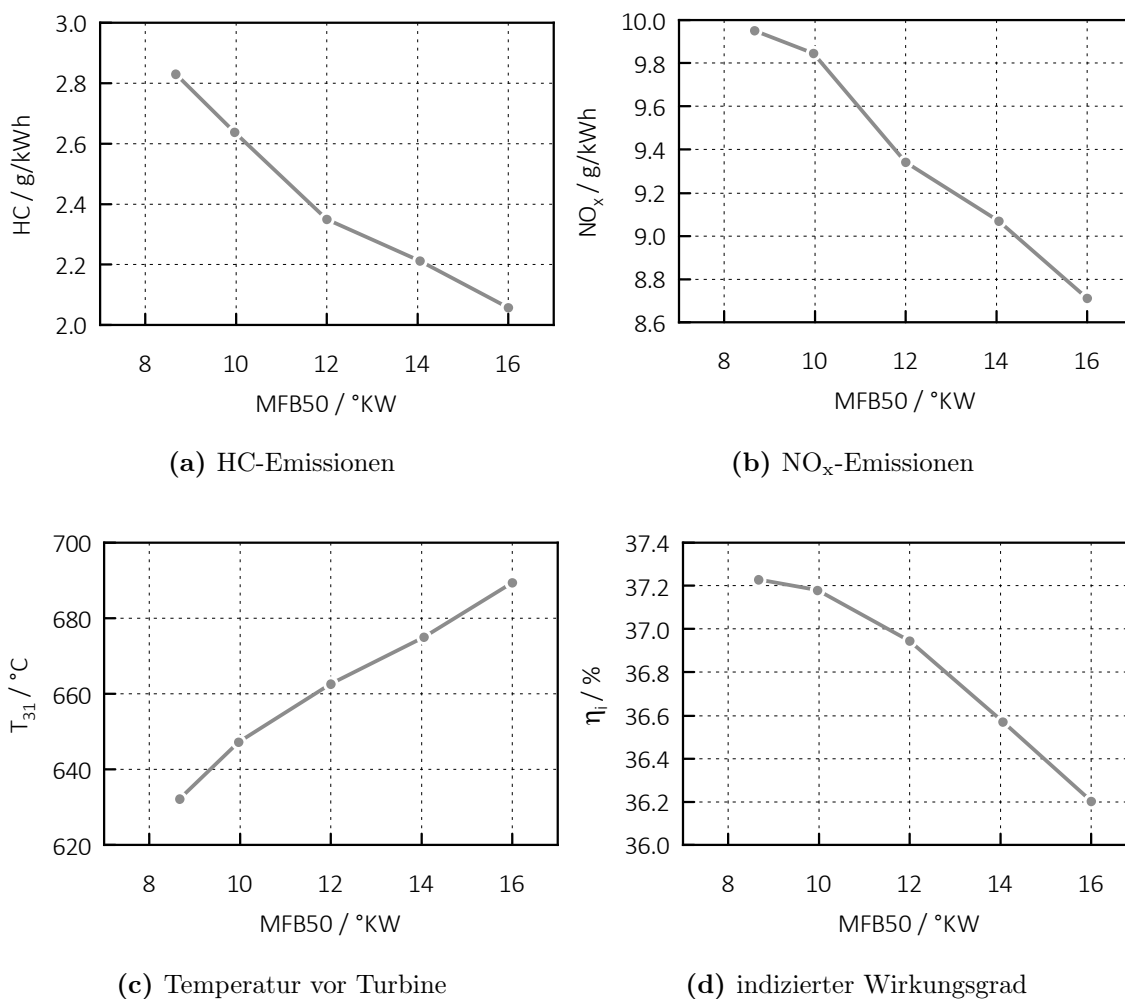 3.0
2.8
2.6
2.4
2.2
2.0
HC / g/kWh
8 10 12 14 16
MFB50 / °KW
(a) HC-Emissionen
10.0
9.8
9.6
9.4
9.2
9.0
8.8
8.6
NOₓ / g/kWh
8 10 12 14 16
MFB50 / °KW
(b) NOₓ-Emissionen
700
680
660
640
620
T₃₁ / °C
8 10 12 14 16
MFB50 / °KW
(c) Temperatur vor Turbine
37.4
37.2
37.0
36.8
36.6
36.4
36.2
36.0
ηᵢ / %
8 10 12 14 16
MFB50 / °KW
(d) indizierter Wirkungsgrad